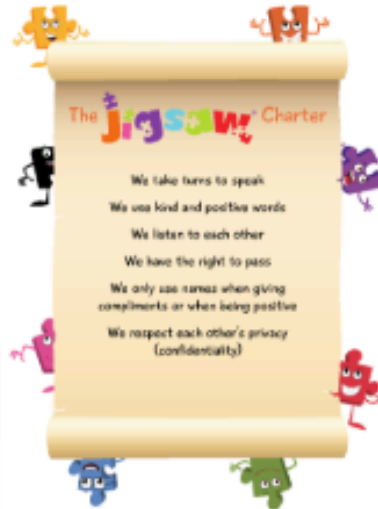 The Jigsaw Charter
We take turns to speak
We use kind and positive words
We listen to each other
We have the right to pass
We only use names when giving
compliments or when being positive
We respect each other's privacy
(confidentiality)